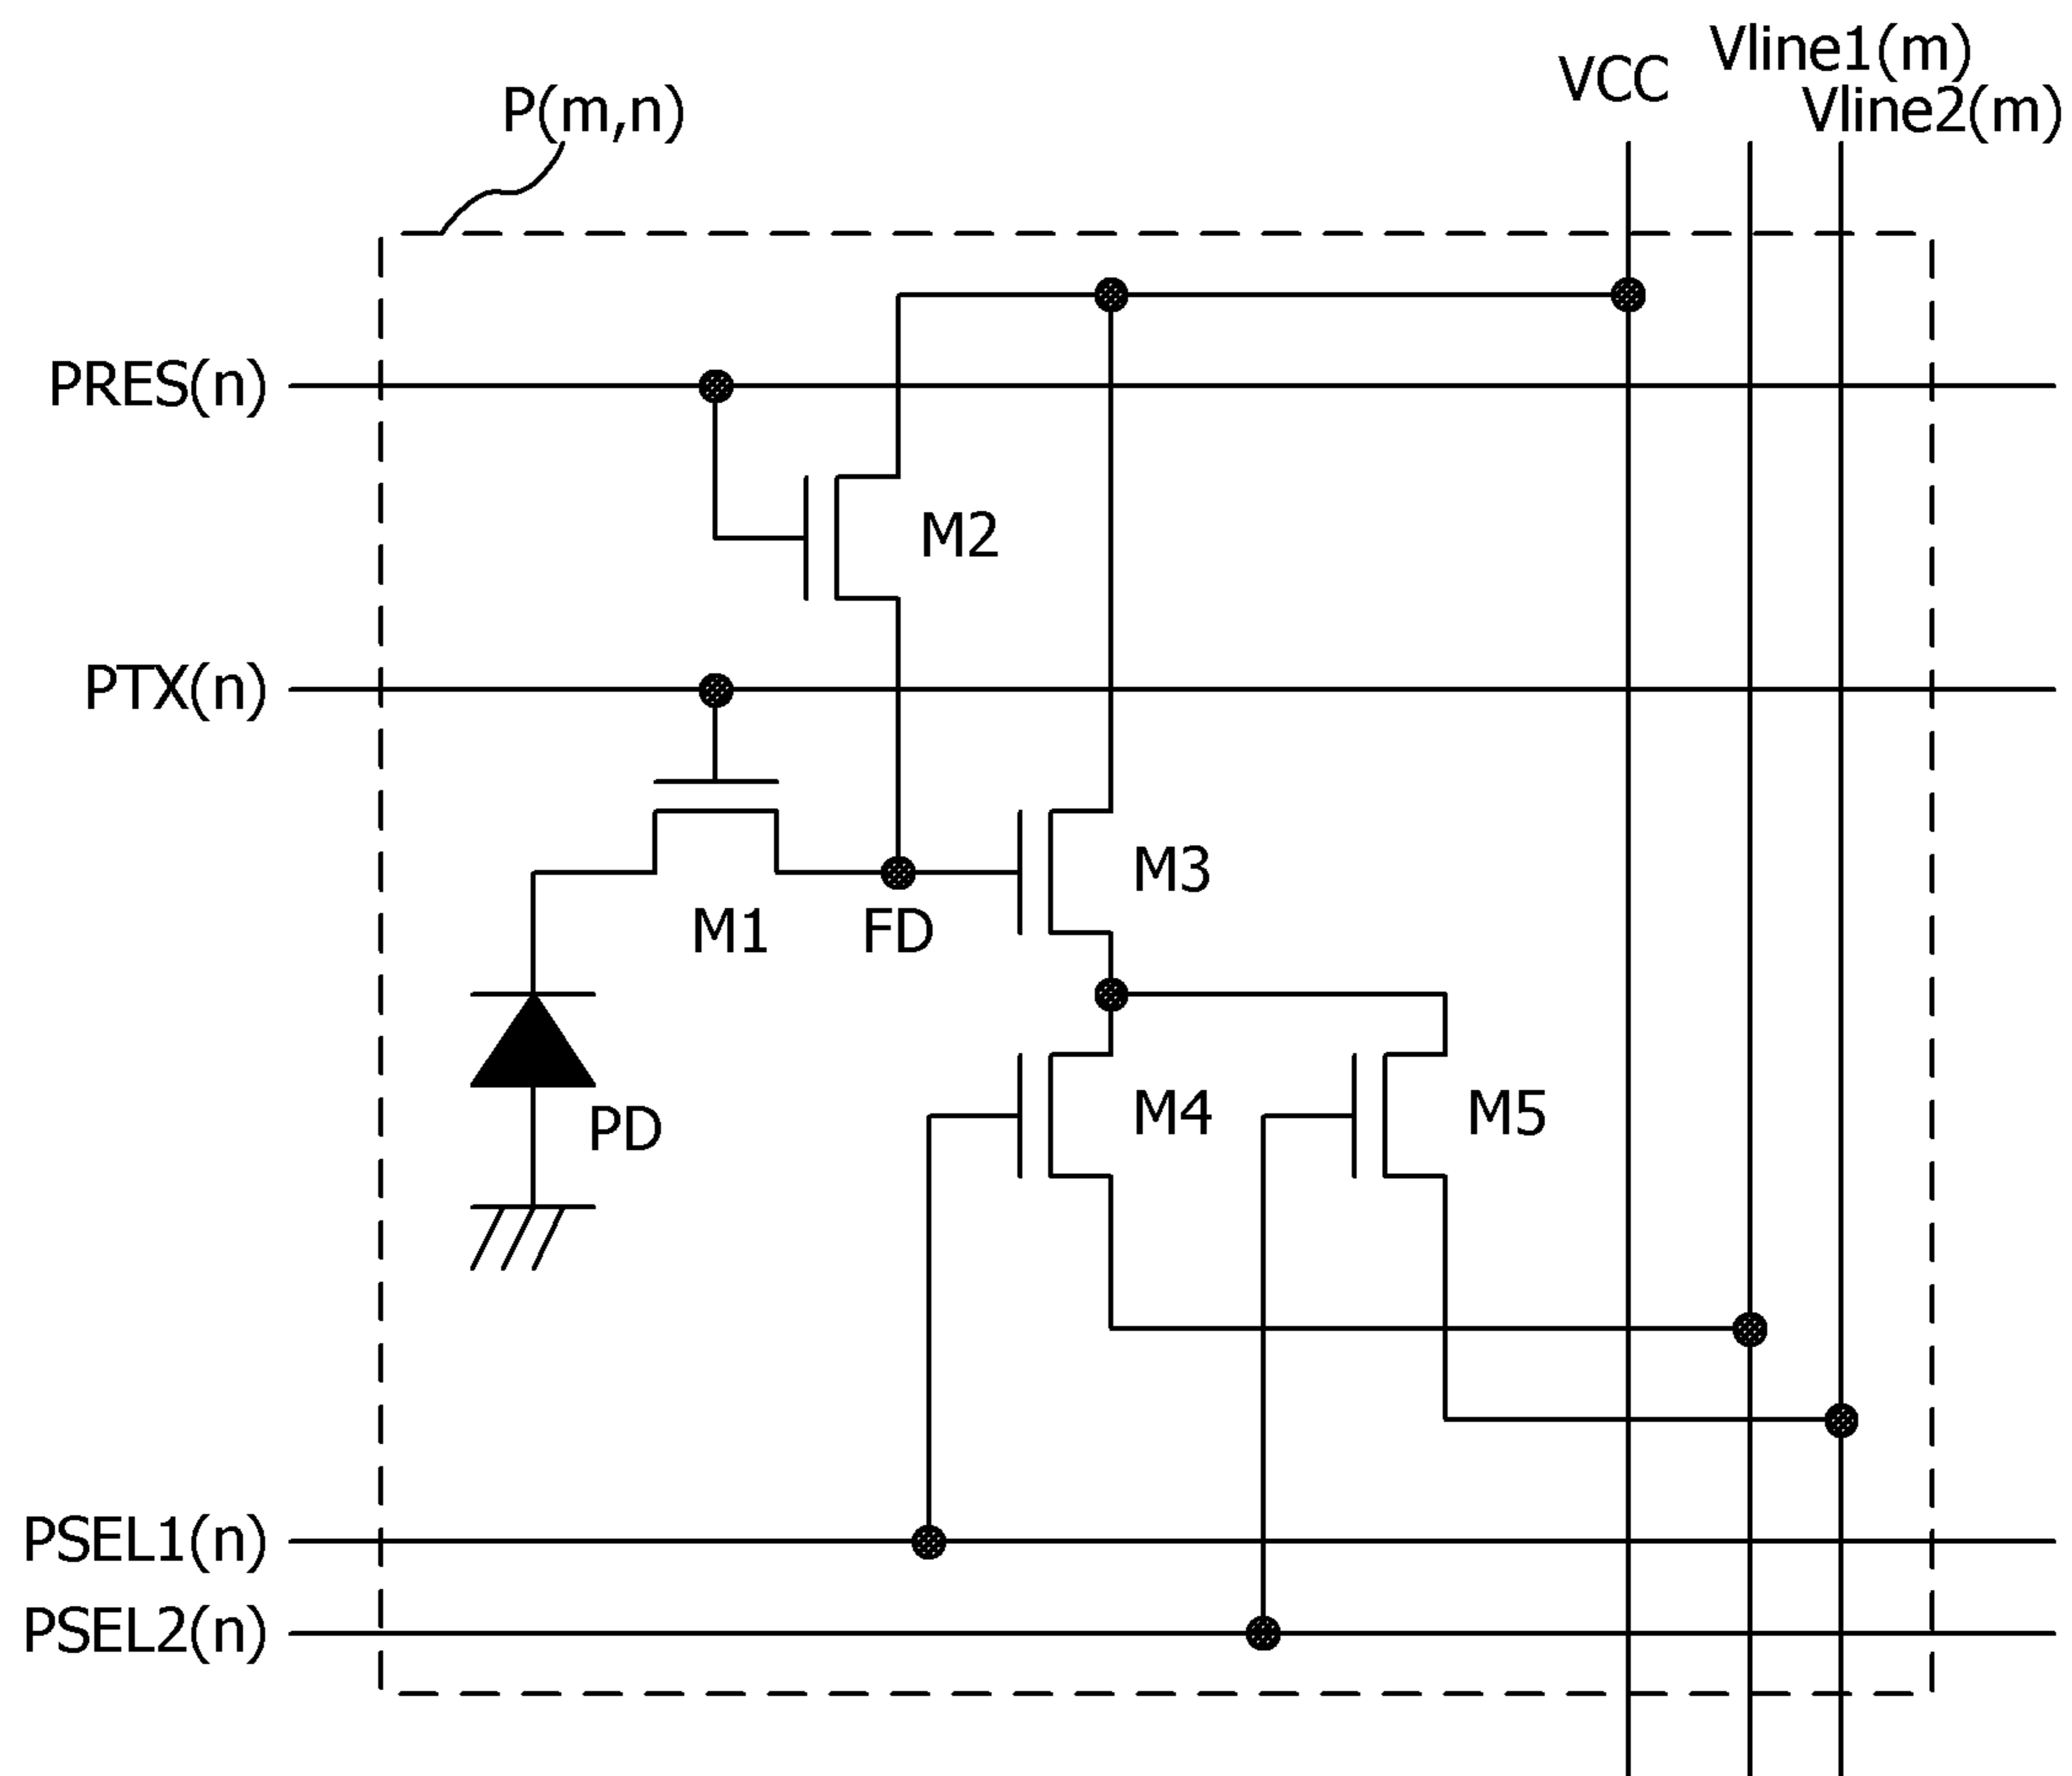 Vline1(m)
VCC
Vline2(m)
P(m,n)
PRES(n)
M2
PTX(n)
M3
M1
FD
M4
M5
PD
PSEL1(n)
PSEL2(n)